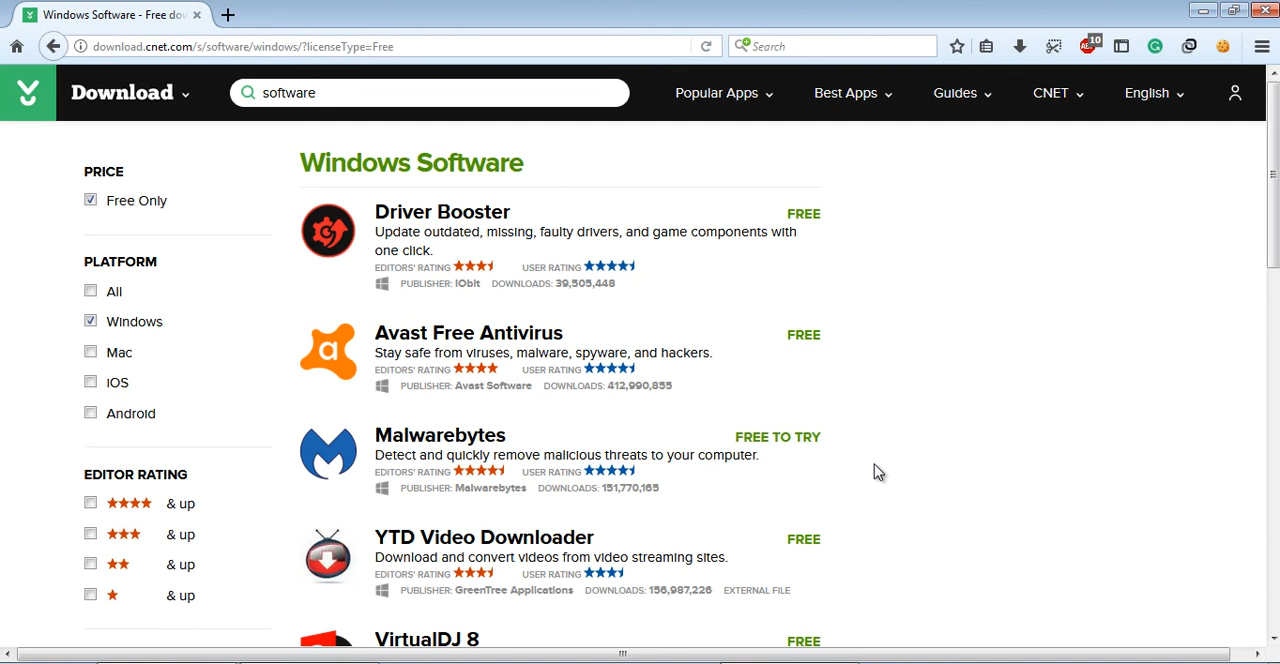 Windows Software - Free do
download.cnet.com/s/software/windows/?licenseType=Free
Search
10
Download
software
Popular Apps
Best Apps
Guides
CNET
English
PRICE
Free Only
PLATFORM
All
Windows
Mac
IOS
Android
EDITOR RATING
& up
& up
& up
& up
Windows Software
Driver Booster
FREE
Update outdated, missing, faulty drivers, and game components with
one click.
EDITORS' RATING USER RATING
PUBLISHER: IObit DOWNLOADS: 39,505,448
Avast Free Antivirus
FREE
Stay safe from viruses, malware, spyware, and hackers.
EDITORS' RATING USER RATING
PUBLISHER: Avast Software DOWNLOADS: 412,990,855
Malwarebytes
FREE TO TRY
Detect and quickly remove malicious threats to your computer.
EDITORS' RATING USER RATING
PUBLISHER: Malwarebytes DOWNLOADS: 151,770,165
YTD Video Downloader
FREE
Download and convert videos from video streaming sites.
EDITORS' RATING USER RATING
PUBLISHER: GreenTree Applications DOWNLOADS: 156,987,226 EXTERNAL FILE
VirtualDJ 8
FREE